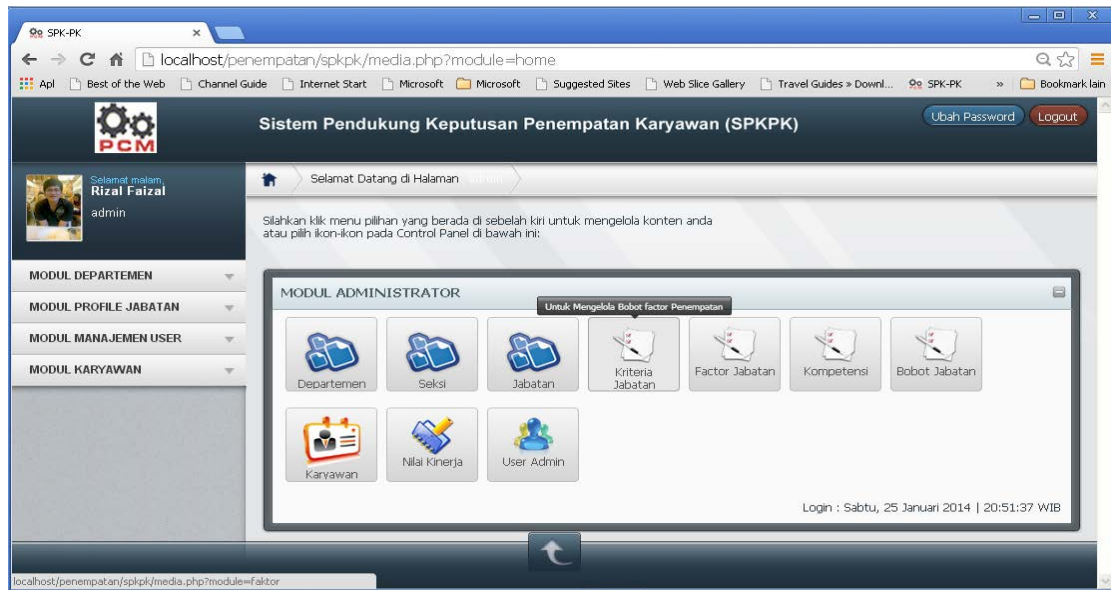 SPK-PK
localhost/penempatan/spkpk/media.php?module=home
Apl Best of the Web Channel Guide Internet Start Microsoft Microsoft Suggested Sites Web Slice Gallery Travel Guides » Downl... SPK-PK » Bookmark lain
PCM
Sistem Pendukung Keputusan Penempatan Karyawan (SPKPK)
Ubah Password Logout
Selamat malam,
Rizal Faizal
admin
Selamat Datang di Halaman admin
Silahkan klik menu pilihan yang berada di sebelah kiri untuk mengelola konten anda
atau pilih ikon-ikon pada Control Panel di bawah ini:
MODUL DEPARTEMEN
MODUL PROFILE JABATAN
MODUL MANAJEMEN USER
MODUL KARYAWAN
MODUL ADMINISTRATOR
Untuk Mengelola Bobot factor Penempatan
Departemen
Seksi
Jabatan
Kriteria
Jabatan
Factor Jabatan
Kompetensi
Bobot Jabatan
Karyawan
Nilai Kinerja
User Admin
Login : Sabtu, 25 Januari 2014 | 20:51:37 WIB
localhost/penempatan/spkpk/media.php?module=faktor